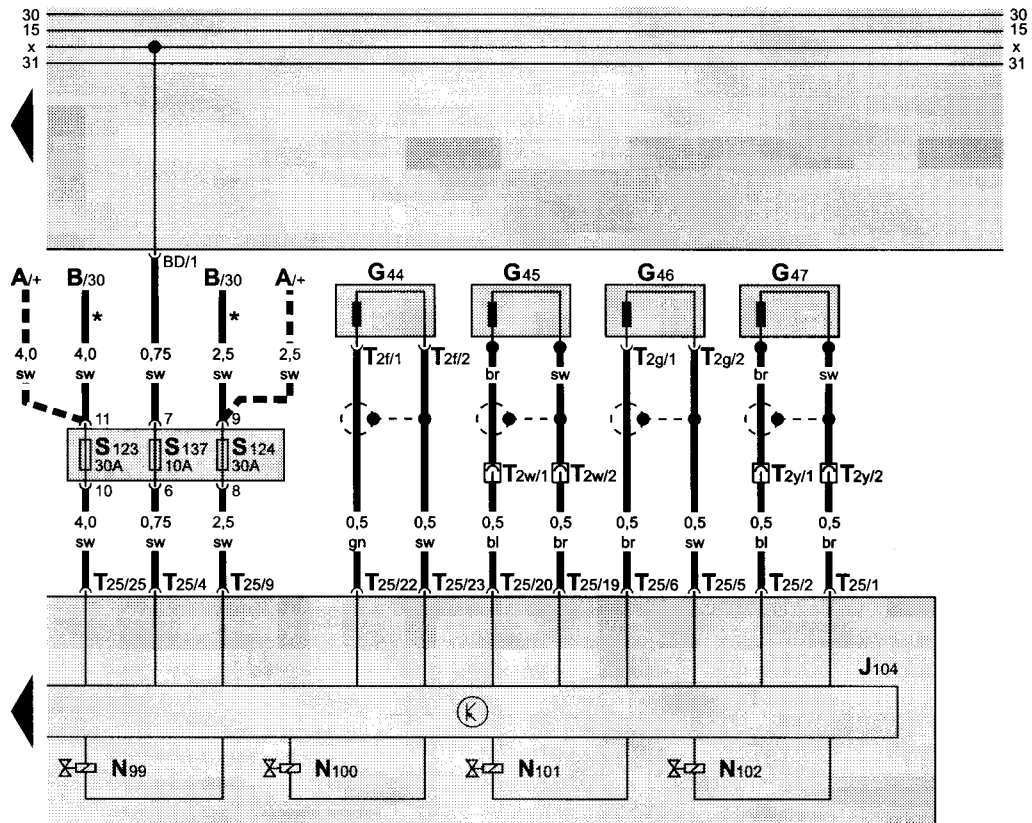 30 30
15 15
x x
31 31
BD/1
A/+ B/30 B/30 A/+ G44 G45 G46 G47
* *
T2f/1 T2f/2 T2g/1 T2g/2
4,0 4,0 0,75 2,5 2,5
sw sw sw sw sw
br sw br sw
11 7 9
S123 S137 S124
30A 10A 30A
T2w/1 T2w/2 T2y/1 T2y/2
10 6 8
4,0 0,75 2,5 0,5 0,5 0,5 0,5 0,5 0,5 0,5 0,5
sw sw sw gn sw bl br br sw bl br
T25/25 T25/4 T25/9 T25/22 T25/23 T25/20 T25/19 T25/6 T25/5 T25/2 T25/1
J104
N99 N100 N101 N102